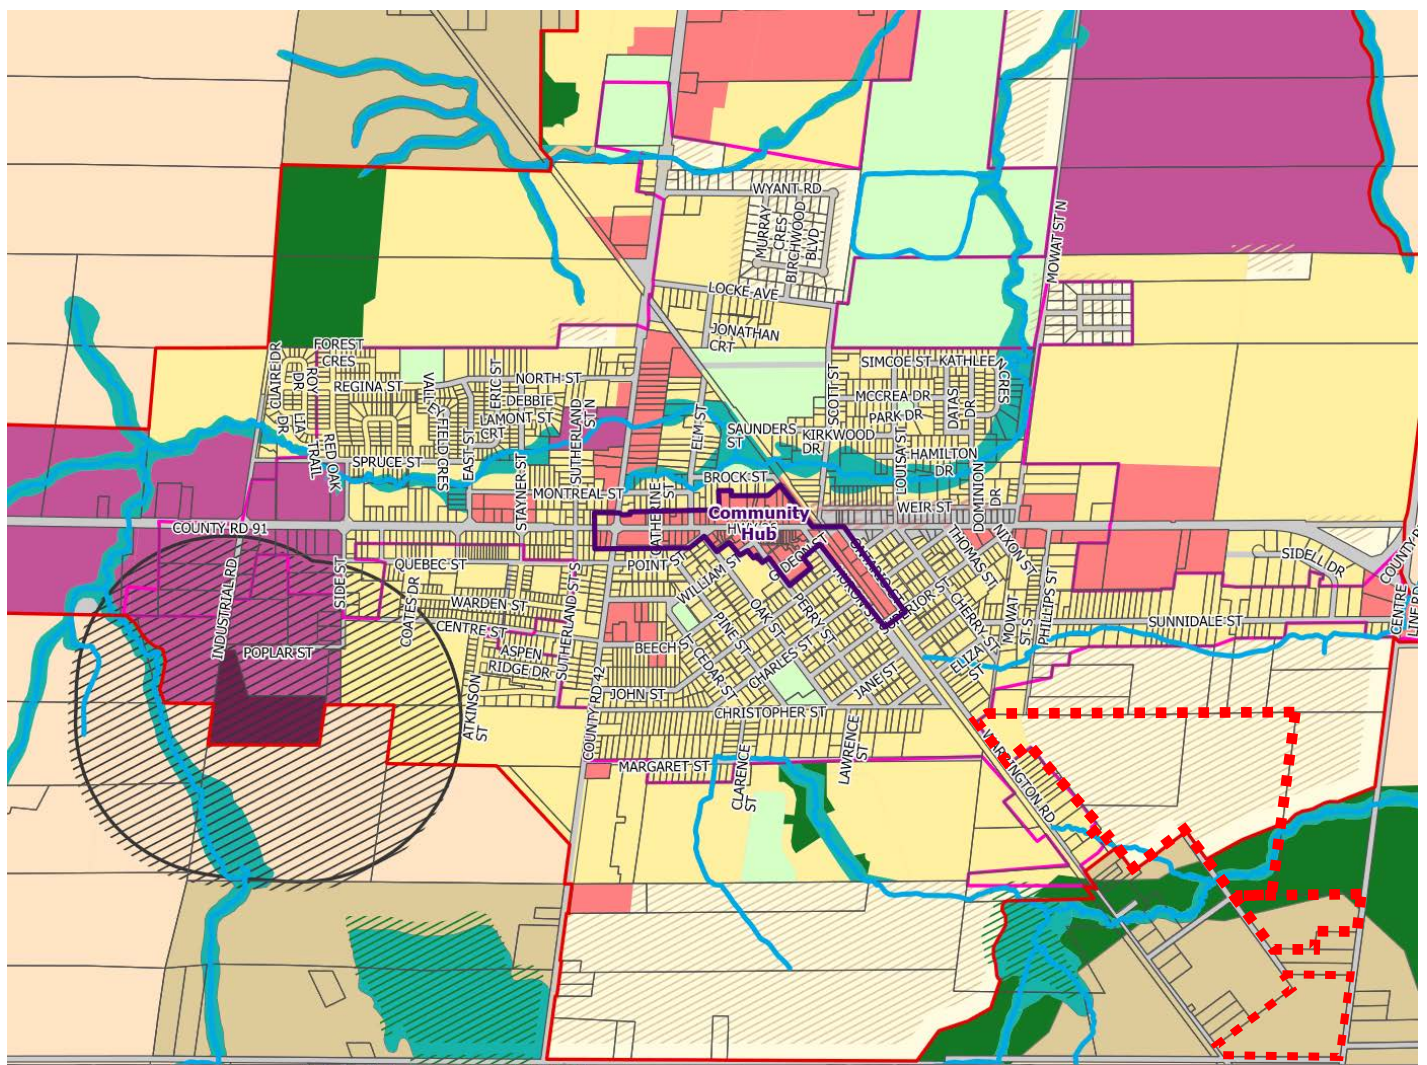 WYANT RD
MURRAY
CRES
BIRCHWOOD
BLVD
MOWAT ST N
LOCKE AVE
JONATHAN
CRT
FOREST
CRES
CLAIRE DR
ROY
DR
LIA
DR
RED OAK
TRAIL
REGINA ST
VALLEYFIELD CRES
ERIC ST
NORTH ST
DEBBIE
LAMONT ST
CRT
EAST ST
SPRUCE ST
STAYNER ST
SUTHERLAND
ST N
MONTREAL ST
CATHERINE
ST
ELM ST
SAUNDERS
ST
BROCK ST
SCOTT ST
SIMCOE ST
KATHLEEN CRES
MCCREA DR
PARK DR
DATAS
DR
KIRKWOOD
DR
LOUISA ST
HAMILTON
DR
DOMINION
DR
WEIR ST
Community
Hub
COUNTY RD 91
INDUSTRIAL RD
SIDE ST
QUEBEC ST
COATES DR
WARDEN ST
CENTRE ST
ASPEN
RIDGE DR
SUTHERLAND ST S
POPLAR ST
ATKINSON
ST
COUNTY RD 42
POINT ST
WILLIAM ST
GIDEON ST
ONTARIO ST
THOMAS ST
NIXON ST
CHERRY ST
MOWAT
ST S
PHILLIPS ST
ELIZA ST
OAK ST
PERRY ST
PINE ST
CEDAR ST
CHARLES ST
BEECH ST
JOHN ST
JANE ST
CHRISTOPHER ST
MARGARET ST
CLARENCE
ST
LAWRENCE
ST
WARRINGTON RD
SUNNIDALE ST
SIDELL DR
CENTRE
LINE RD